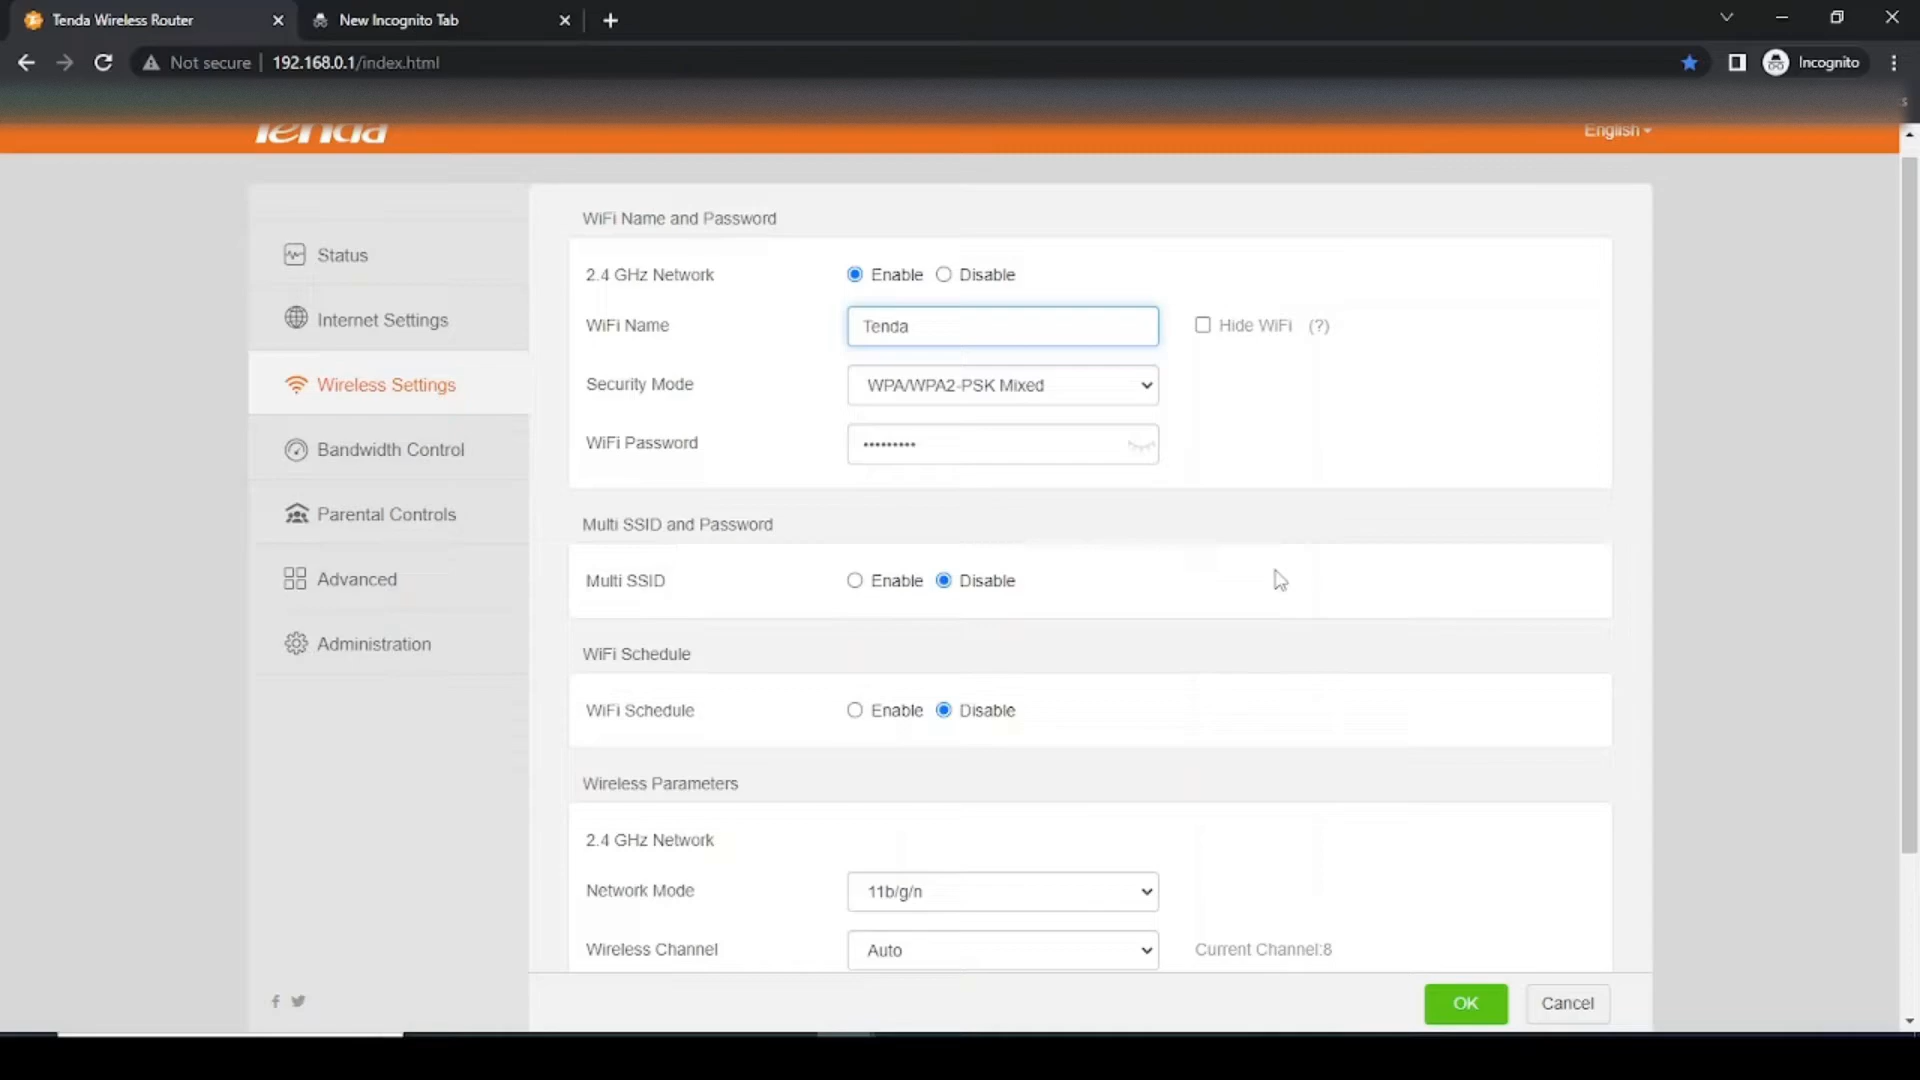 Tenda Wireless Router
New Incognito Tab
Not secure 192.168.0.1/index.html
Incognito
Tenda
English
WiFi Name and Password
Status
2.4 GHz Network Enable Disable
Internet Settings
WiFi Name Tenda Hide WiFi (?)
Wireless Settings
Security Mode WPA/WPA2-PSK Mixed
Bandwidth Control
WiFi Password •••••••••
Parental Controls
Multi SSID and Password
Advanced
Multi SSID Enable Disable
Administration
WiFi Schedule
WiFi Schedule Enable Disable
Wireless Parameters
2.4 GHz Network
Network Mode 11b/g/n
Wireless Channel Auto Current Channel:8
OK Cancel